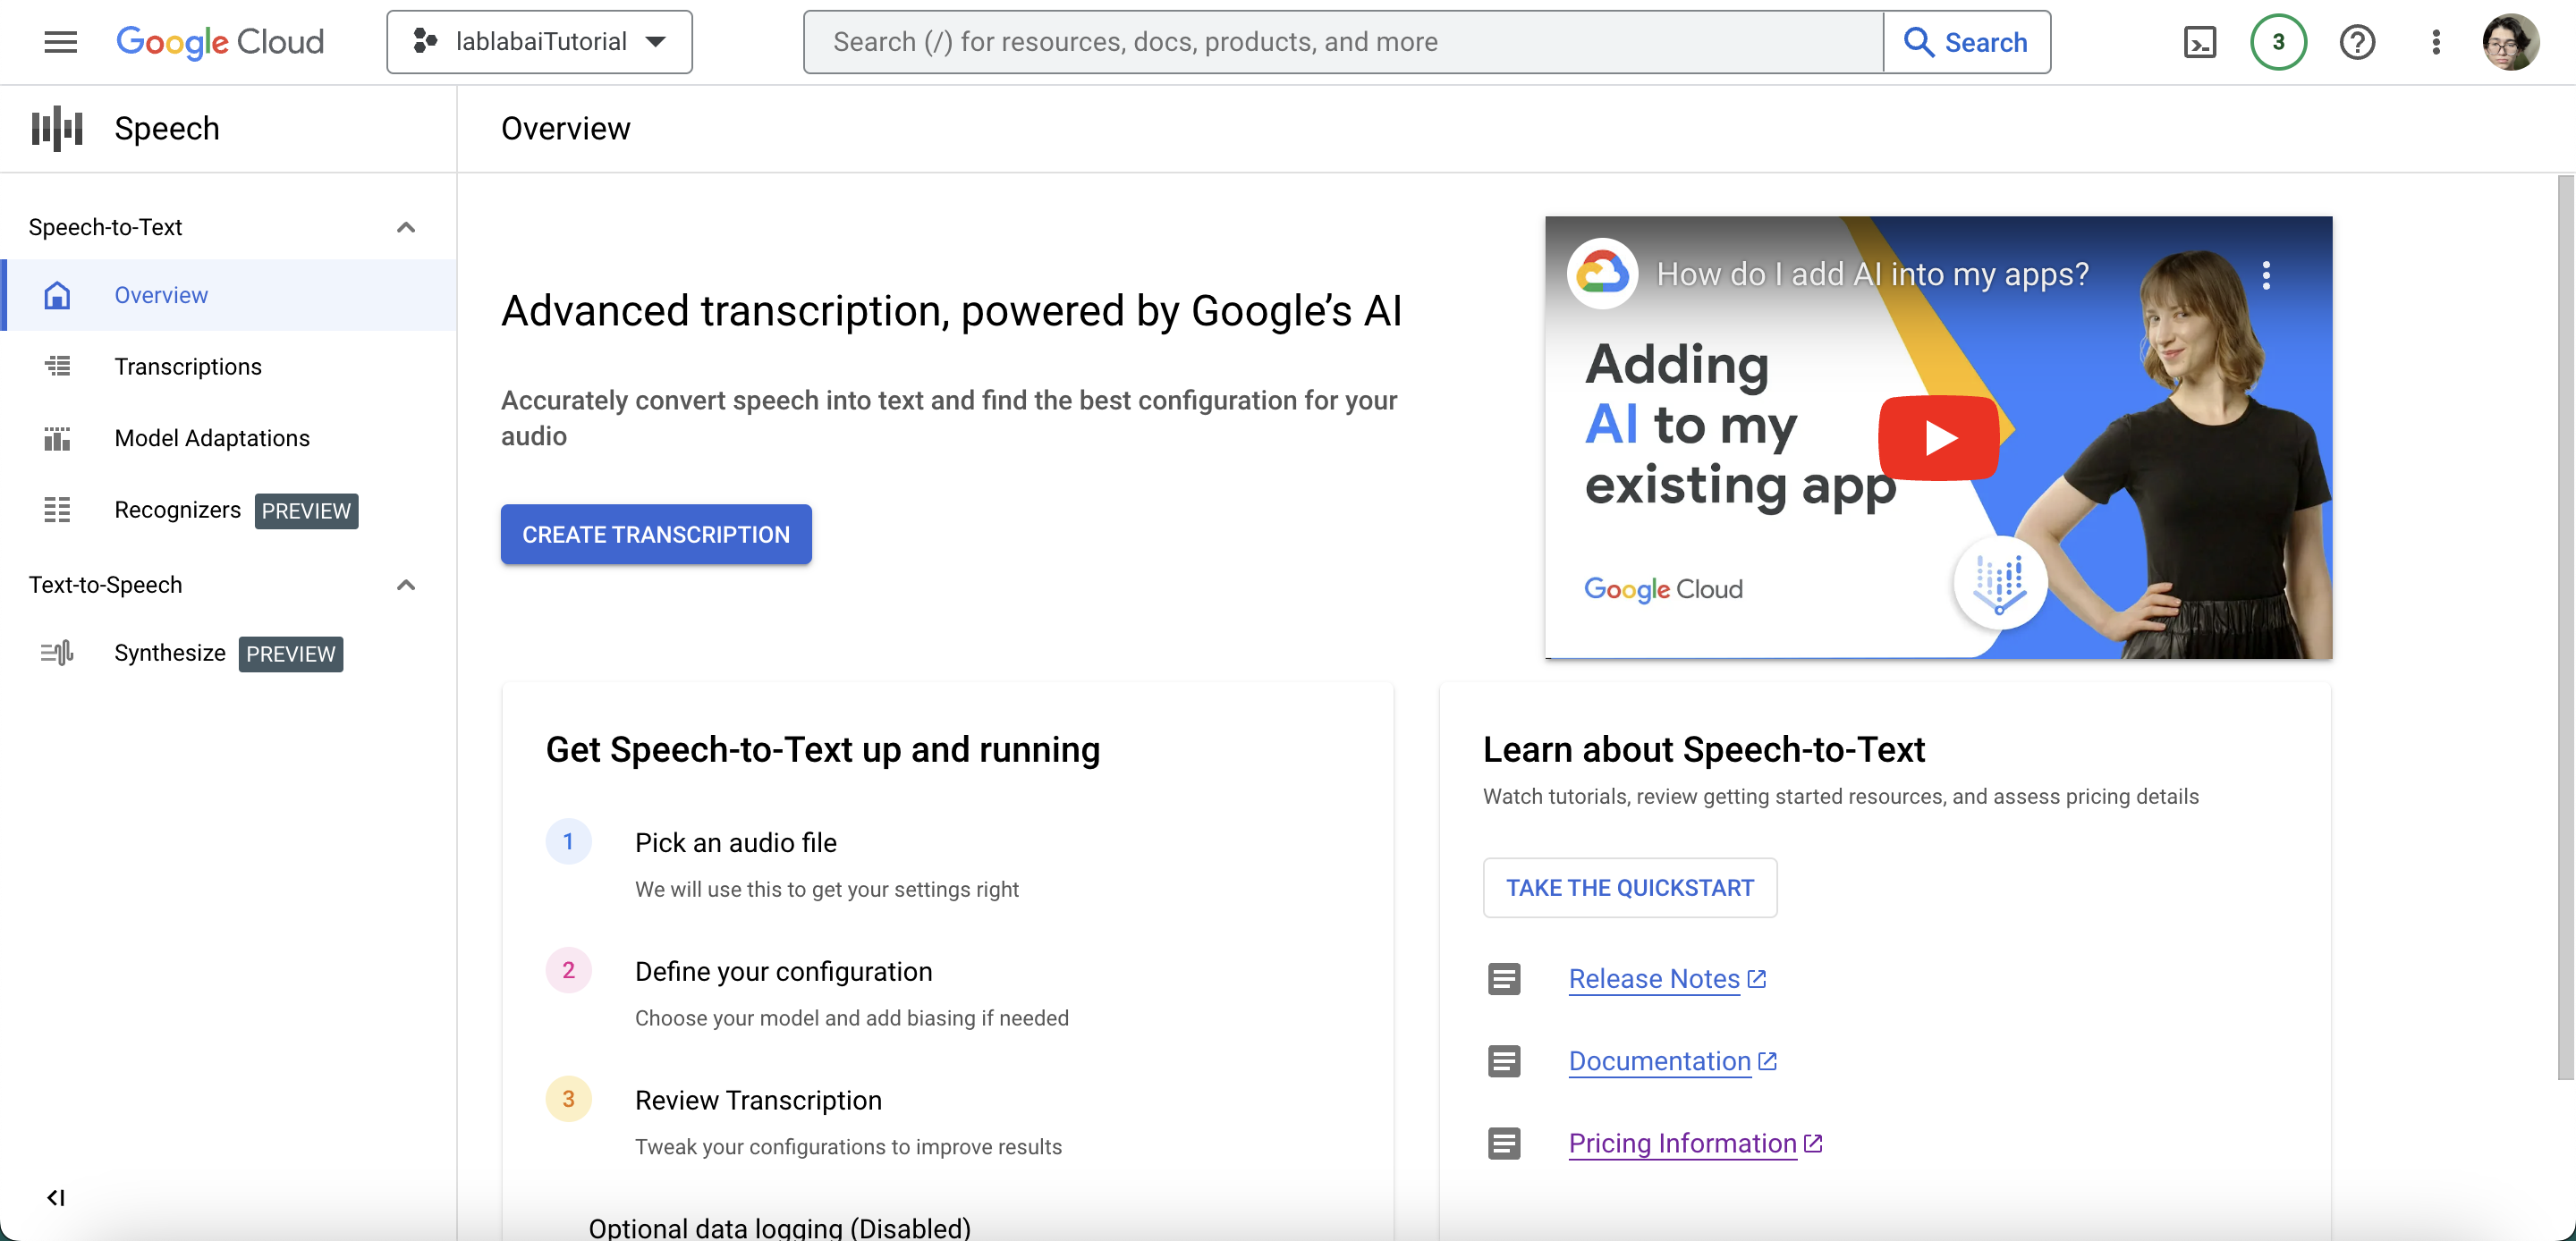 Google Cloud
lablabaiTutorial
Search (/) for resources, docs, products, and more
Search
3
Speech
Overview
Speech-to-Text
Overview
Transcriptions
Model Adaptations
Recognizers PREVIEW
Text-to-Speech
Synthesize PREVIEW
Advanced transcription, powered by Google’s AI
Accurately convert speech into text and find the best configuration for your
audio
CREATE TRANSCRIPTION
How do I add AI into my apps?
Adding
AI to my
existing app
Google Cloud
Get Speech-to-Text up and running
1 Pick an audio file
We will use this to get your settings right
2 Define your configuration
Choose your model and add biasing if needed
3 Review Transcription
Tweak your configurations to improve results
Optional data logging (Disabled)
Learn about Speech-to-Text
Watch tutorials, review getting started resources, and assess pricing details
TAKE THE QUICKSTART
Release Notes
Documentation
Pricing Information